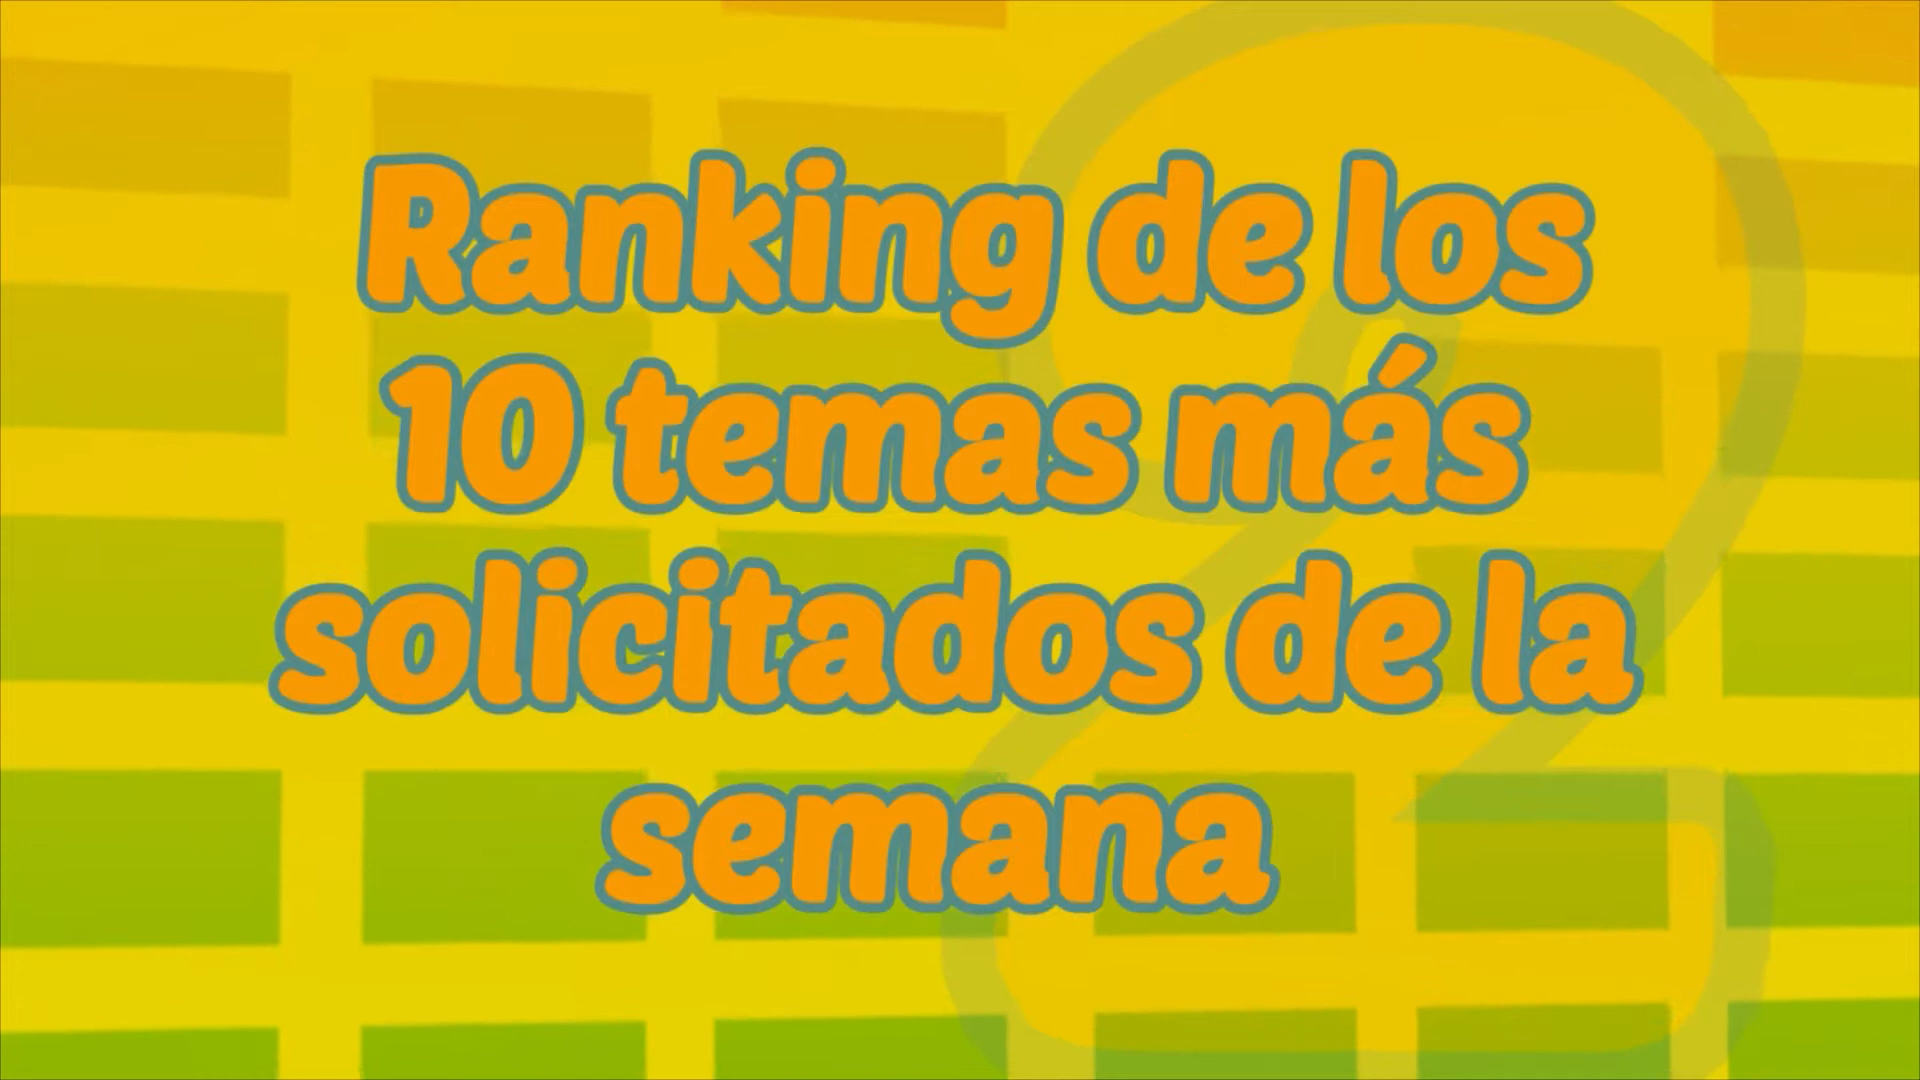 Ranking de los
10 temas más
solicitados de la
semana